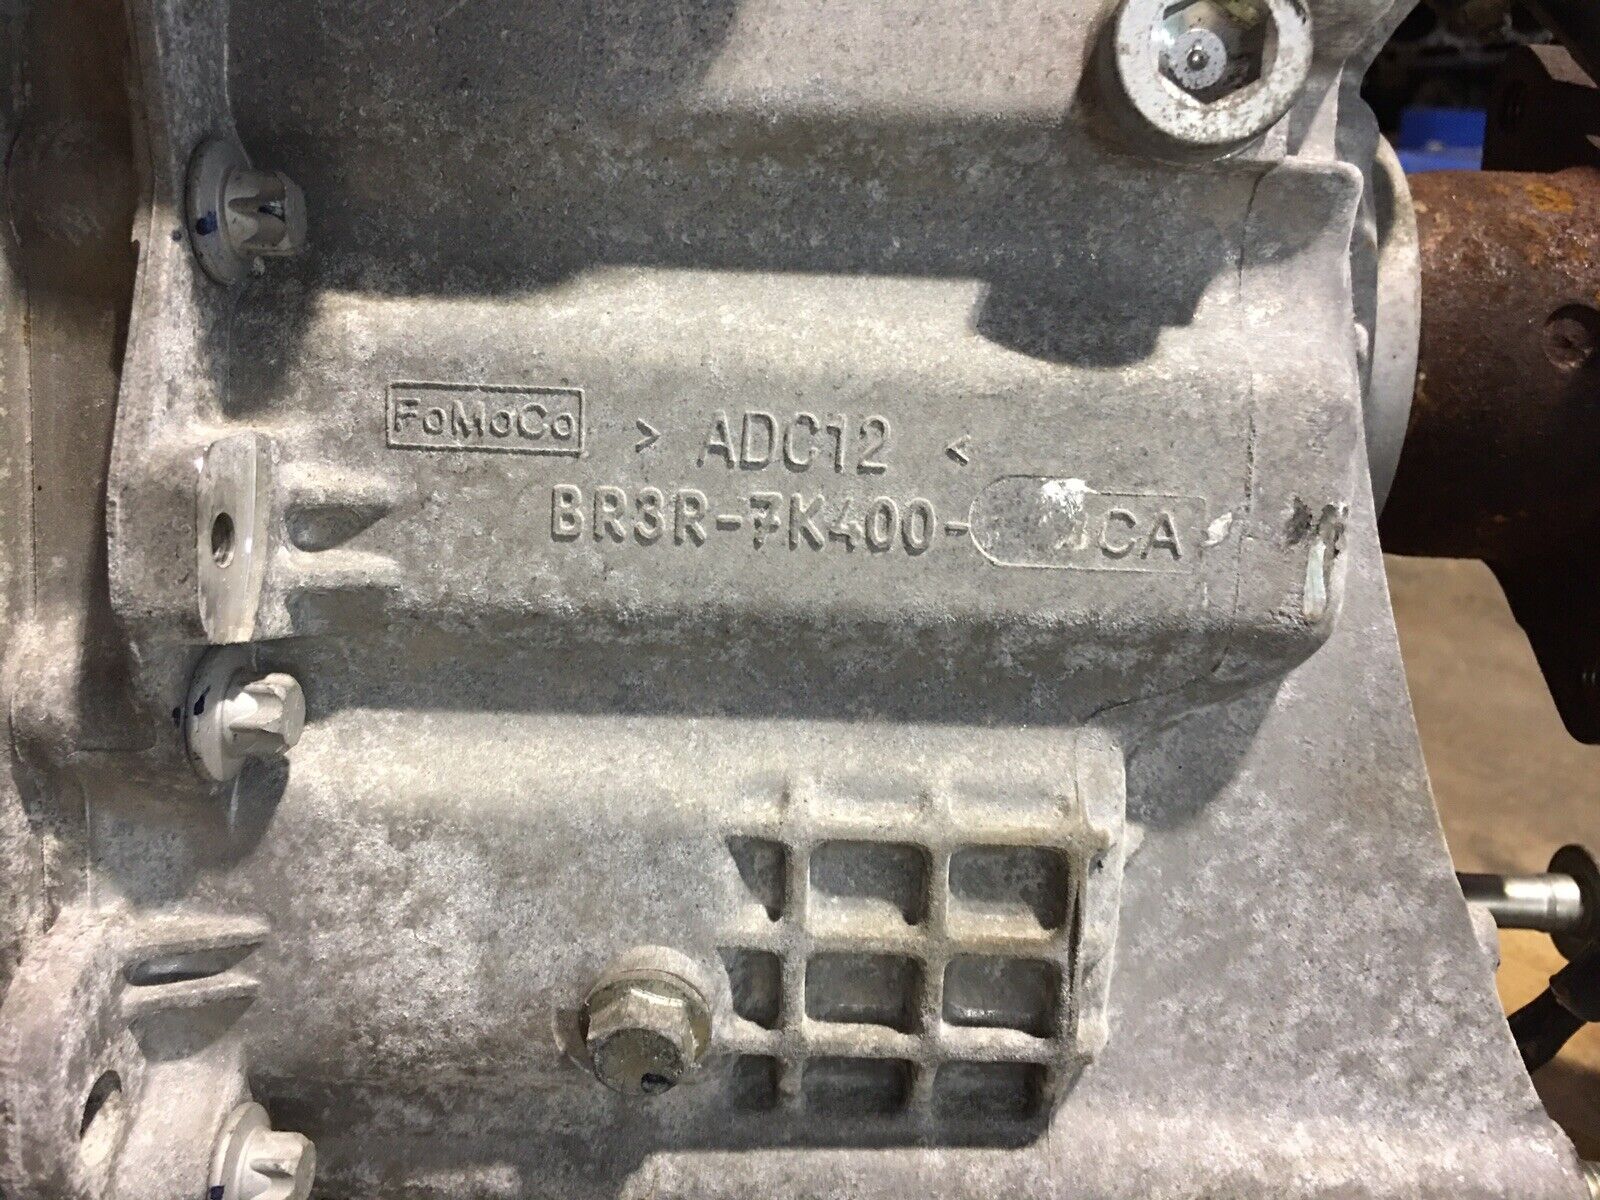 FoMoCo > ADC12 <
BR3R-7K400- CA